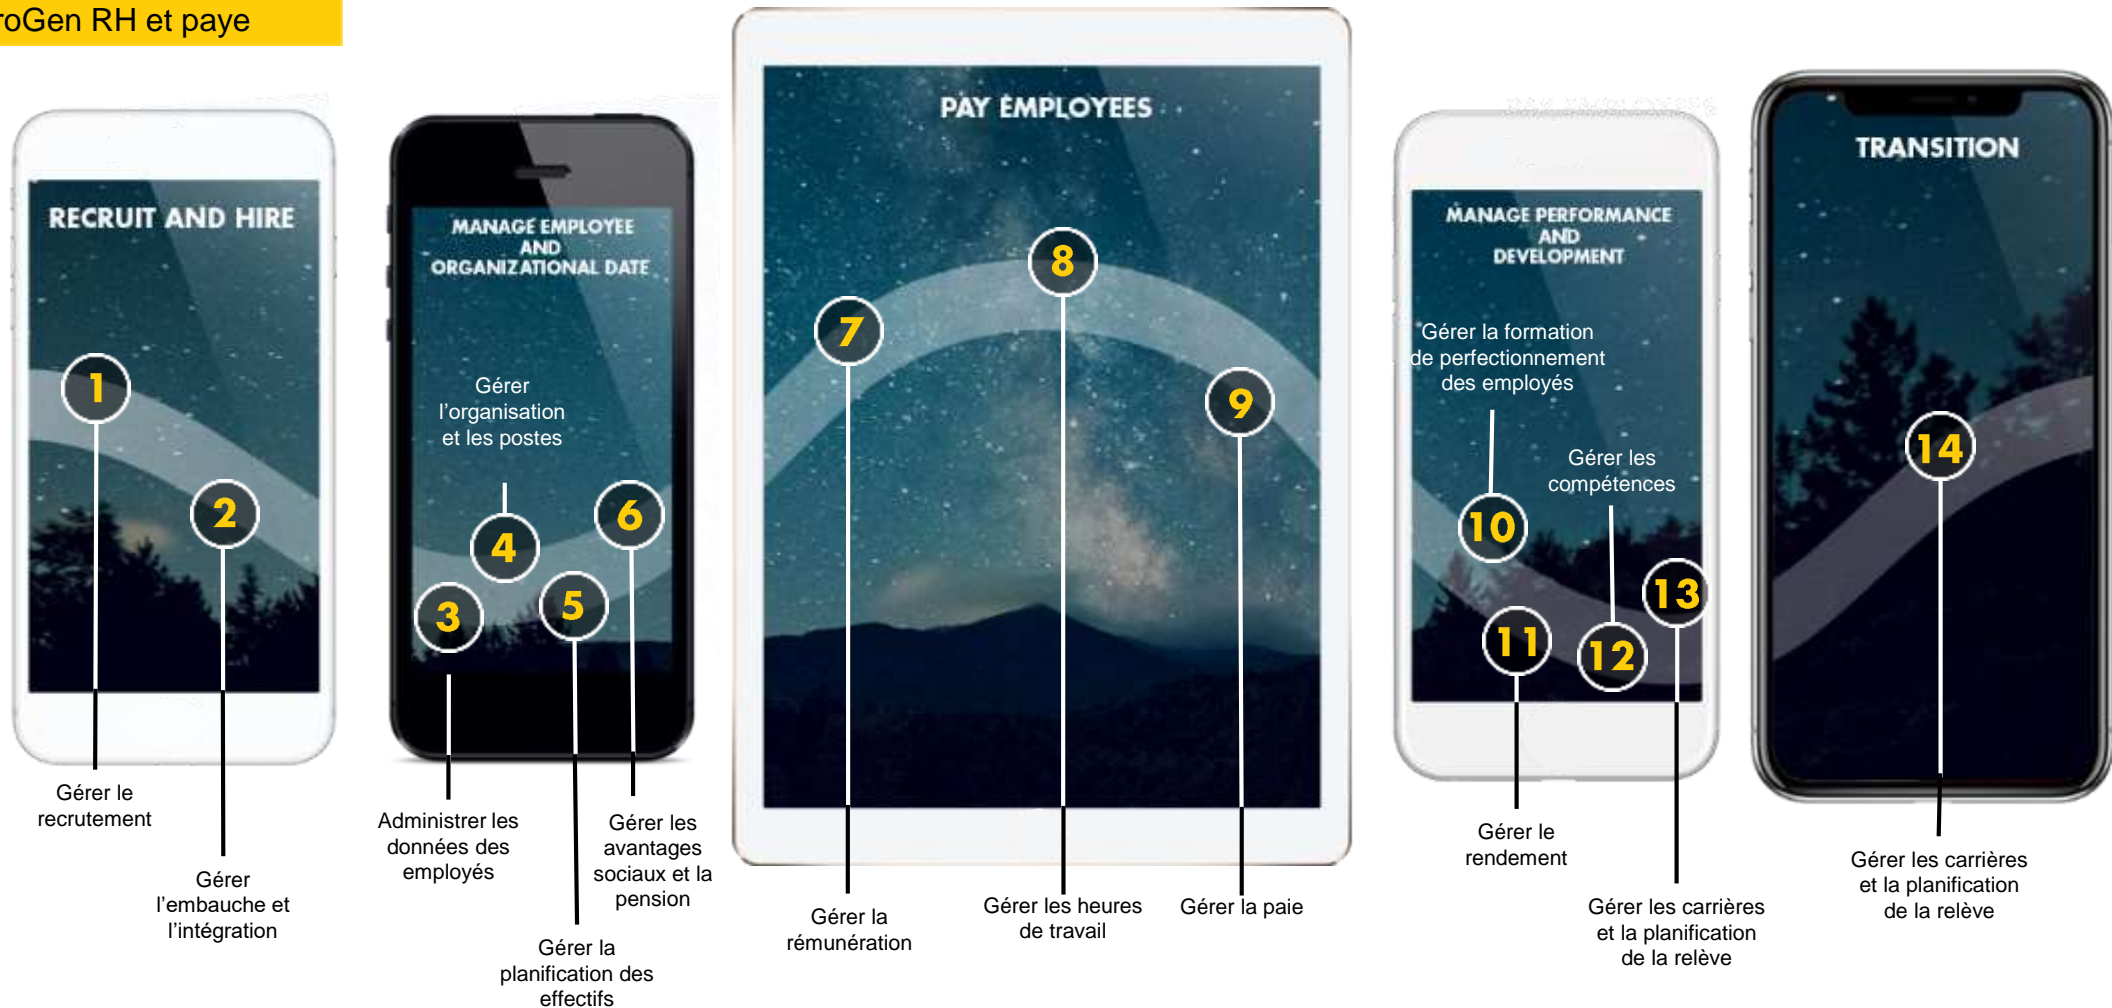 roGen RH et paye
RECRUIT AND HIRE
1
2
Gérer le
recrutement
Gérer
l'embauche et
l'intégration
MANAGE EMPLOYEE
AND
ORGANIZATIONAL DATE
Gérer
l'organisation
et les postes
3
4
5
6
Administrer les
données des
employés
Gérer la
planification des
effectifs
Gérer les
avantages
sociaux et la
pension
PAY EMPLOYEES
7
8
9
Gérer la
rémunération
Gérer les heures
de travail
Gérer la paie
MANAGE PERFORMANCE
AND
DEVELOPMENT
Gérer la formation
de perfectionnement
des employés
Gérer les
compétences
10
11
12
13
Gérer le
rendement
Gérer les carrières
et la planification
de la relève
TRANSITION
14
Gérer les carrières
et la planification
de la relève